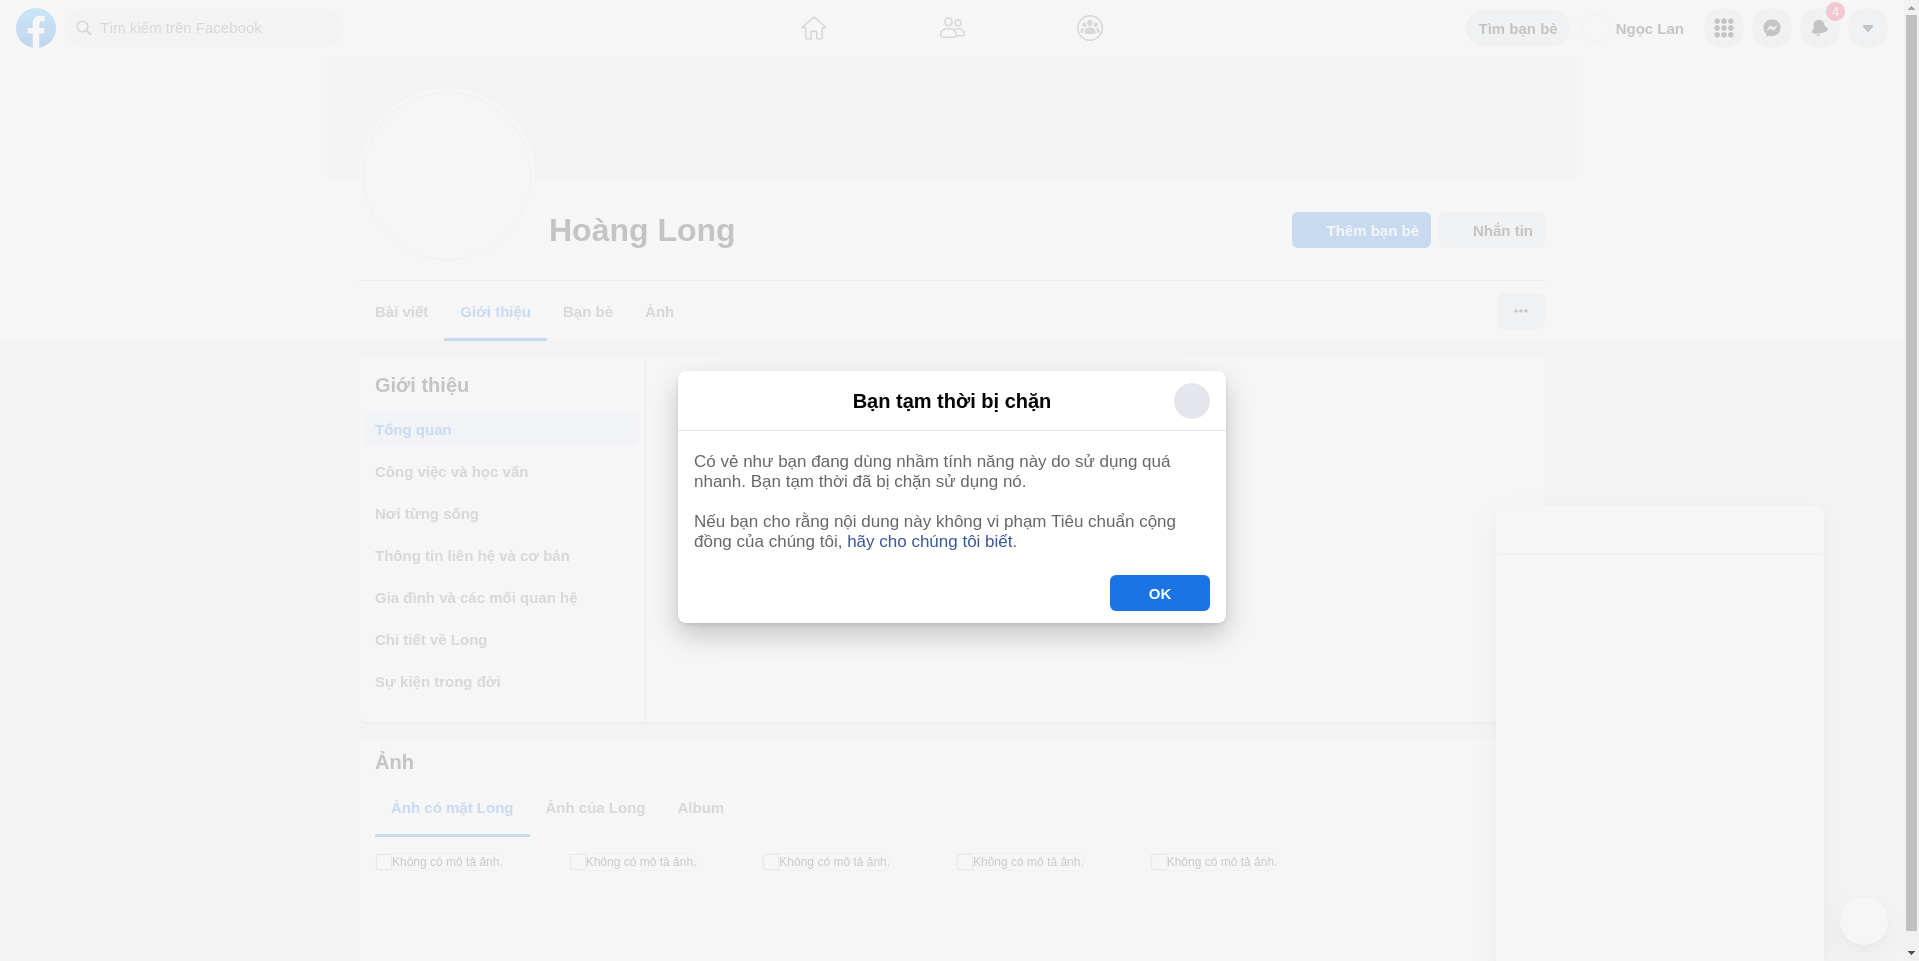 Tìm kiếm trên Facebook
Tìm bạn bè
Ngọc Lan
4
Hoàng Long
Thêm bạn bè
Nhắn tin
Bài viết
Giới thiệu
Bạn bè
Ảnh
Giới thiệu
Tổng quan
Công việc và học vấn
Nơi từng sống
Thông tin liên hệ và cơ bản
Gia đình và các mối quan hệ
Chi tiết về Long
Sự kiện trong đời
Bạn tạm thời bị chặn
Có vẻ như bạn đang dùng nhầm tính năng này do sử dụng quá
nhanh. Bạn tạm thời đã bị chặn sử dụng nó.
Nếu bạn cho rằng nội dung này không vi phạm Tiêu chuẩn cộng
đồng của chúng tôi, hãy cho chúng tôi biết.
OK
Ảnh
Ảnh có mặt Long
Ảnh của Long
Album
Không có mô tả ảnh.
Không có mô tả ảnh.
Không có mô tả ảnh.
Không có mô tả ảnh.
Không có mô tả ảnh.